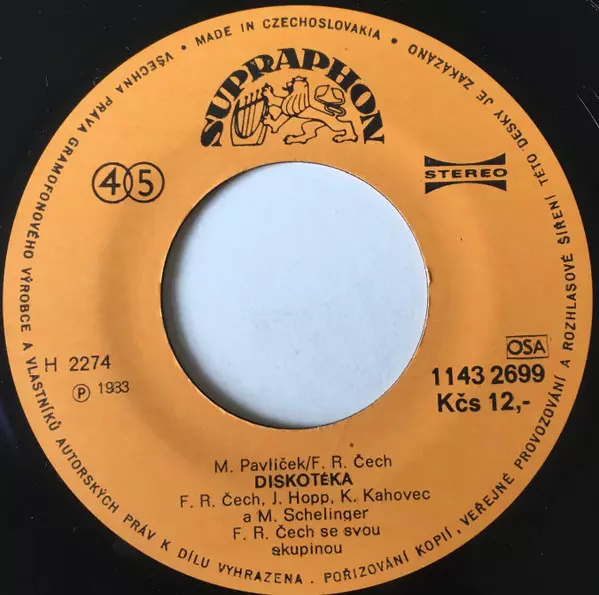 VŠECHNA PRÁVA GRAMOFONOVÉHO VÝROBCE A VLASTNÍKŮ AUTORSKÝCH PRÁV K DÍLU VYHRAZENA . POŘIZOVÁNÍ KOPIÍ, VEŘEJNÉ PROVOZOVÁNÍ A ROZHLASOVÉ ŠÍŘENÍ TÉTO DESKY JE ZAKÁZÁNO
• MADE IN CZECHOSLOVAKIA •
SUPRAPHON
45
STEREO
H 2274
Ⓟ 1983
OSA
1143 2699
Kčs 12,-
M. Pavlíček/F. R. Čech
DISKOTÉKA
F. R. Čech, J. Hopp, K. Kahovec
a M. Schelinger
F. R. Čech se svou
skupinou